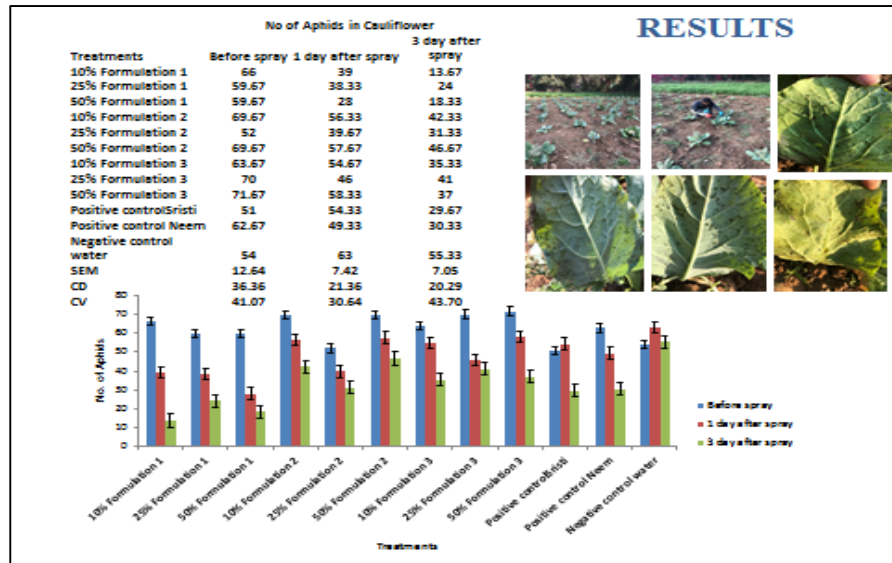 No of Aphids in Cauliflower
RESULTS
Treatments Before spray 1 day after spray 3 day after spray
10% Formulation 1 66 39 13.67
25% Formulation 1 59.67 38.33 24
50% Formulation 1 59.67 28 18.33
10% Formulation 2 69.67 56.33 42.33
25% Formulation 2 52 39.67 31.33
50% Formulation 2 69.67 57.67 46.67
10% Formulation 3 63.67 54.67 35.33
25% Formulation 3 70 46 41
50% Formulation 3 71.67 58.33 37
Positive controlSristi 51 54.33 29.67
Positive control Neem 62.67 49.33 30.33
Negative control
water 54 63 55.33
SEM 12.64 7.42 7.05
CD 36.36 21.36 20.29
CV 41.07 30.64 43.70
No. of Aphids
80
70
60
50
40
30
20
10
0
10% Formulation 1
25% Formulation 1
50% Formulation 1
10% Formulation 2
25% Formulation 2
50% Formulation 2
10% Formulation 3
25% Formulation 3
50% Formulation 3
Positive controlSristi
Positive control Neem
Negative control water
Treatments
Before spray
1 day after spray
3 day after spray